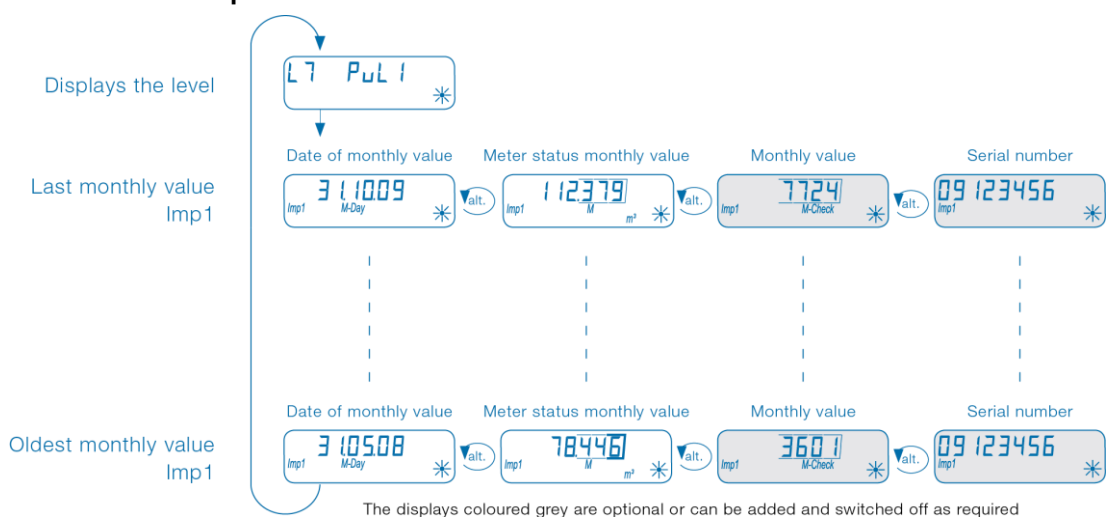 Displays the level
L7 PuL1
Date of monthly value Meter status monthly value Monthly value Serial number
Last monthly value
Imp1
31.10.09 alt. 112.379 alt. 7724 alt. 09123456
Imp1 M-Day Imp1 M m³ Imp1 M-Check Imp1
Date of monthly value Meter status monthly value Monthly value Serial number
Oldest monthly value
Imp1
31.05.08 alt. 78.446 alt. 3601 alt. 09123456
Imp1 M-Day Imp1 M m³ Imp1 M-Check Imp1
The displays coloured grey are optional or can be added and switched off as required